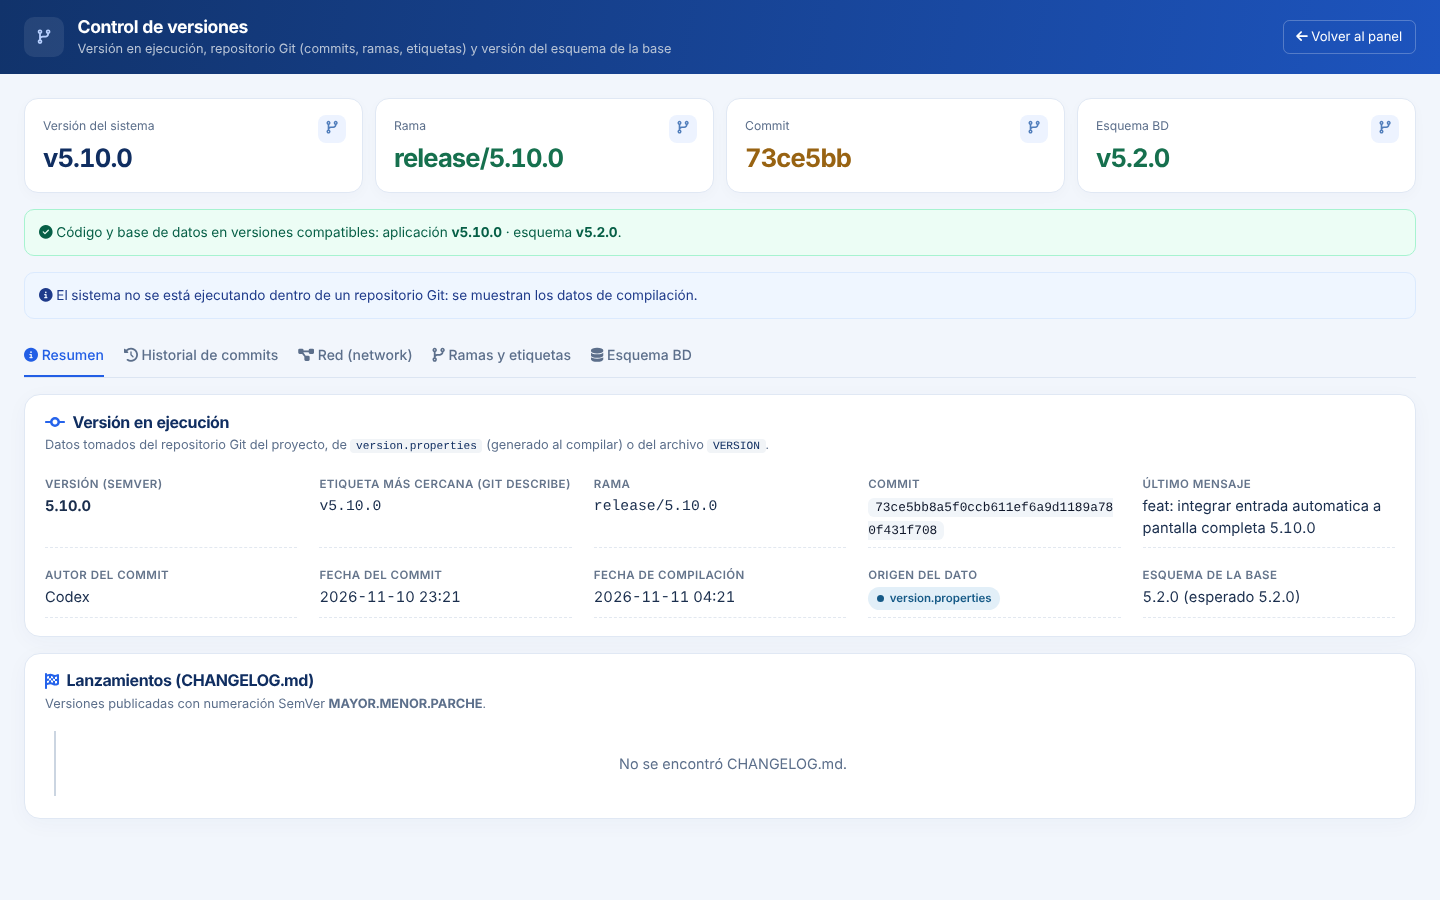 Control de versiones
Versión en ejecución, repositorio Git (commits, ramas, etiquetas) y versión del esquema de la base
Volver al panel
Versión del sistema
v5.10.0
Rama
release/5.10.0
Commit
73ce5bb
Esquema BD
v5.2.0
Código y base de datos en versiones compatibles: aplicación v5.10.0 · esquema v5.2.0.
El sistema no se está ejecutando dentro de un repositorio Git: se muestran los datos de compilación.
Resumen
Historial de commits
Red (network)
Ramas y etiquetas
Esquema BD
Versión en ejecución
Datos tomados del repositorio Git del proyecto, de version.properties (generado al compilar) o del archivo VERSION.
VERSIÓN (SEMVER)
5.10.0
ETIQUETA MÁS CERCANA (GIT DESCRIBE)
v5.10.0
RAMA
release/5.10.0
COMMIT
73ce5bb8a5f0ccb611ef6a9d1189a78
0f431f708
ÚLTIMO MENSAJE
feat: integrar entrada automatica a
pantalla completa 5.10.0
AUTOR DEL COMMIT
Codex
FECHA DEL COMMIT
2026-11-10 23:21
FECHA DE COMPILACIÓN
2026-11-11 04:21
ORIGEN DEL DATO
version.properties
ESQUEMA DE LA BASE
5.2.0 (esperado 5.2.0)
Lanzamientos (CHANGELOG.md)
Versiones publicadas con numeración SemVer MAYOR.MENOR.PARCHE.
No se encontró CHANGELOG.md.